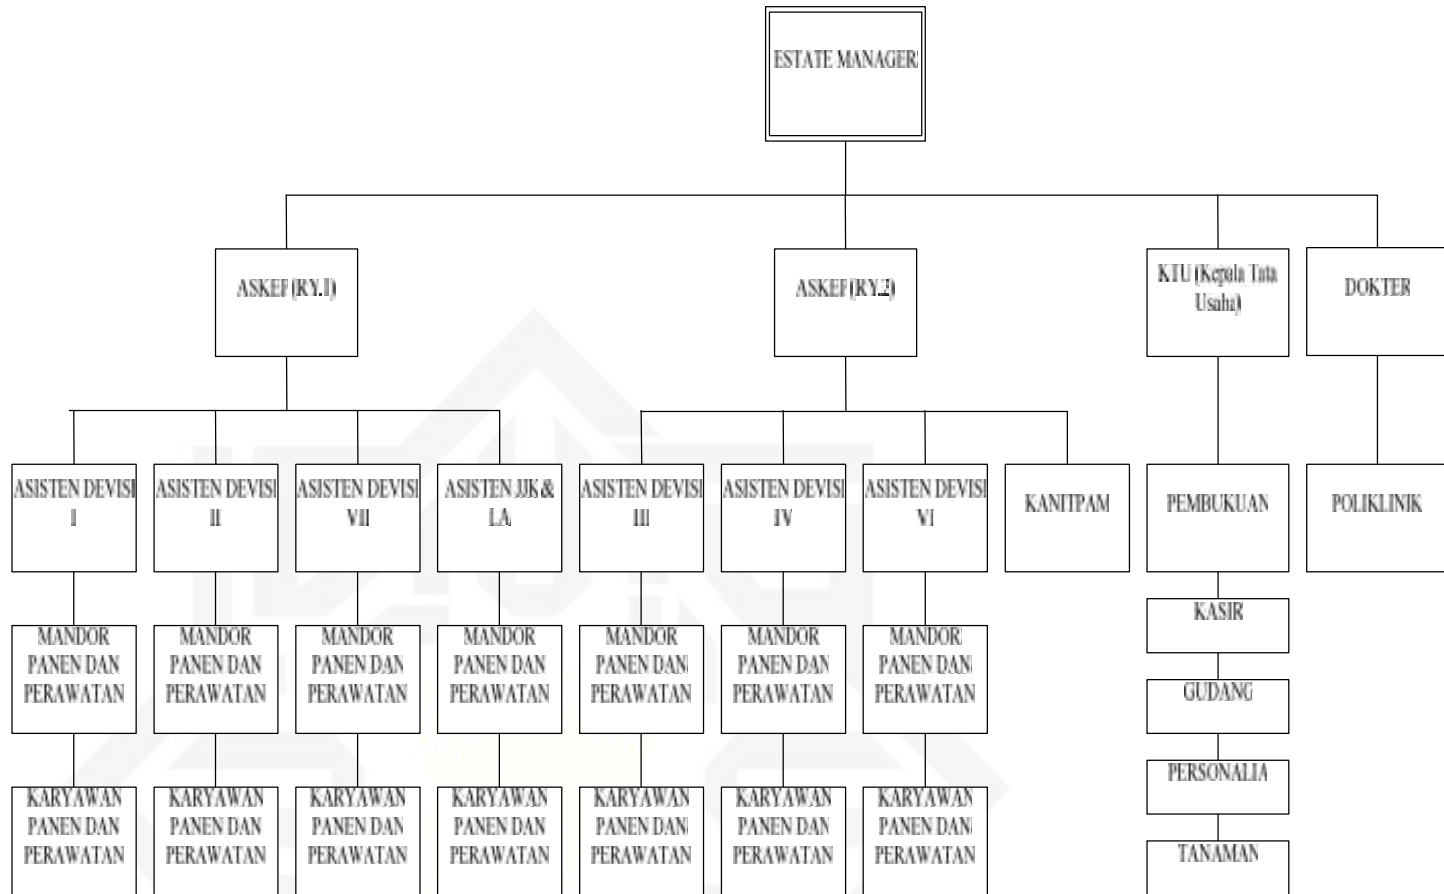 ESTATE MANAGER
ASKEP (RY.1)
ASKEP (RY.2)
KTU (Kepala Tata
Usaha)
DOKTER
ASISTEN DEVISI
I
ASISTEN DEVISI
II
ASISTEN DEVISI
VII
ASISTEN JJK &
LA
ASISTEN DEVISI
III
ASISTEN DEVISI
IV
ASISTEN DEVISI
VI
KANITPAM
PEMBUKUAN
POLIKLINIK
MANDOR
PANEN DAN
PERAWATAN
MANDOR
PANEN DAN
PERAWATAN
MANDOR
PANEN DAN
PERAWATAN
MANDOR
PANEN DAN
PERAWATAN
MANDOR
PANEN DAN
PERAWATAN
MANDOR
PANEN DAN
PERAWATAN
MANDOR
PANEN DAN
PERAWATAN
KASIR
GUDANG
PERSONALIA
KARYAWAN
PANEN DAN
PERAWATAN
KARYAWAN
PANEN DAN
PERAWATAN
KARYAWAN
PANEN DAN
PERAWATAN
KARYAWAN
PANEN DAN
PERAWATAN
KARYAWAN
PANEN DAN
PERAWATAN
KARYAWAN
PANEN DAN
PERAWATAN
KARYAWAN
PANEN DAN
PERAWATAN
TANAMAN